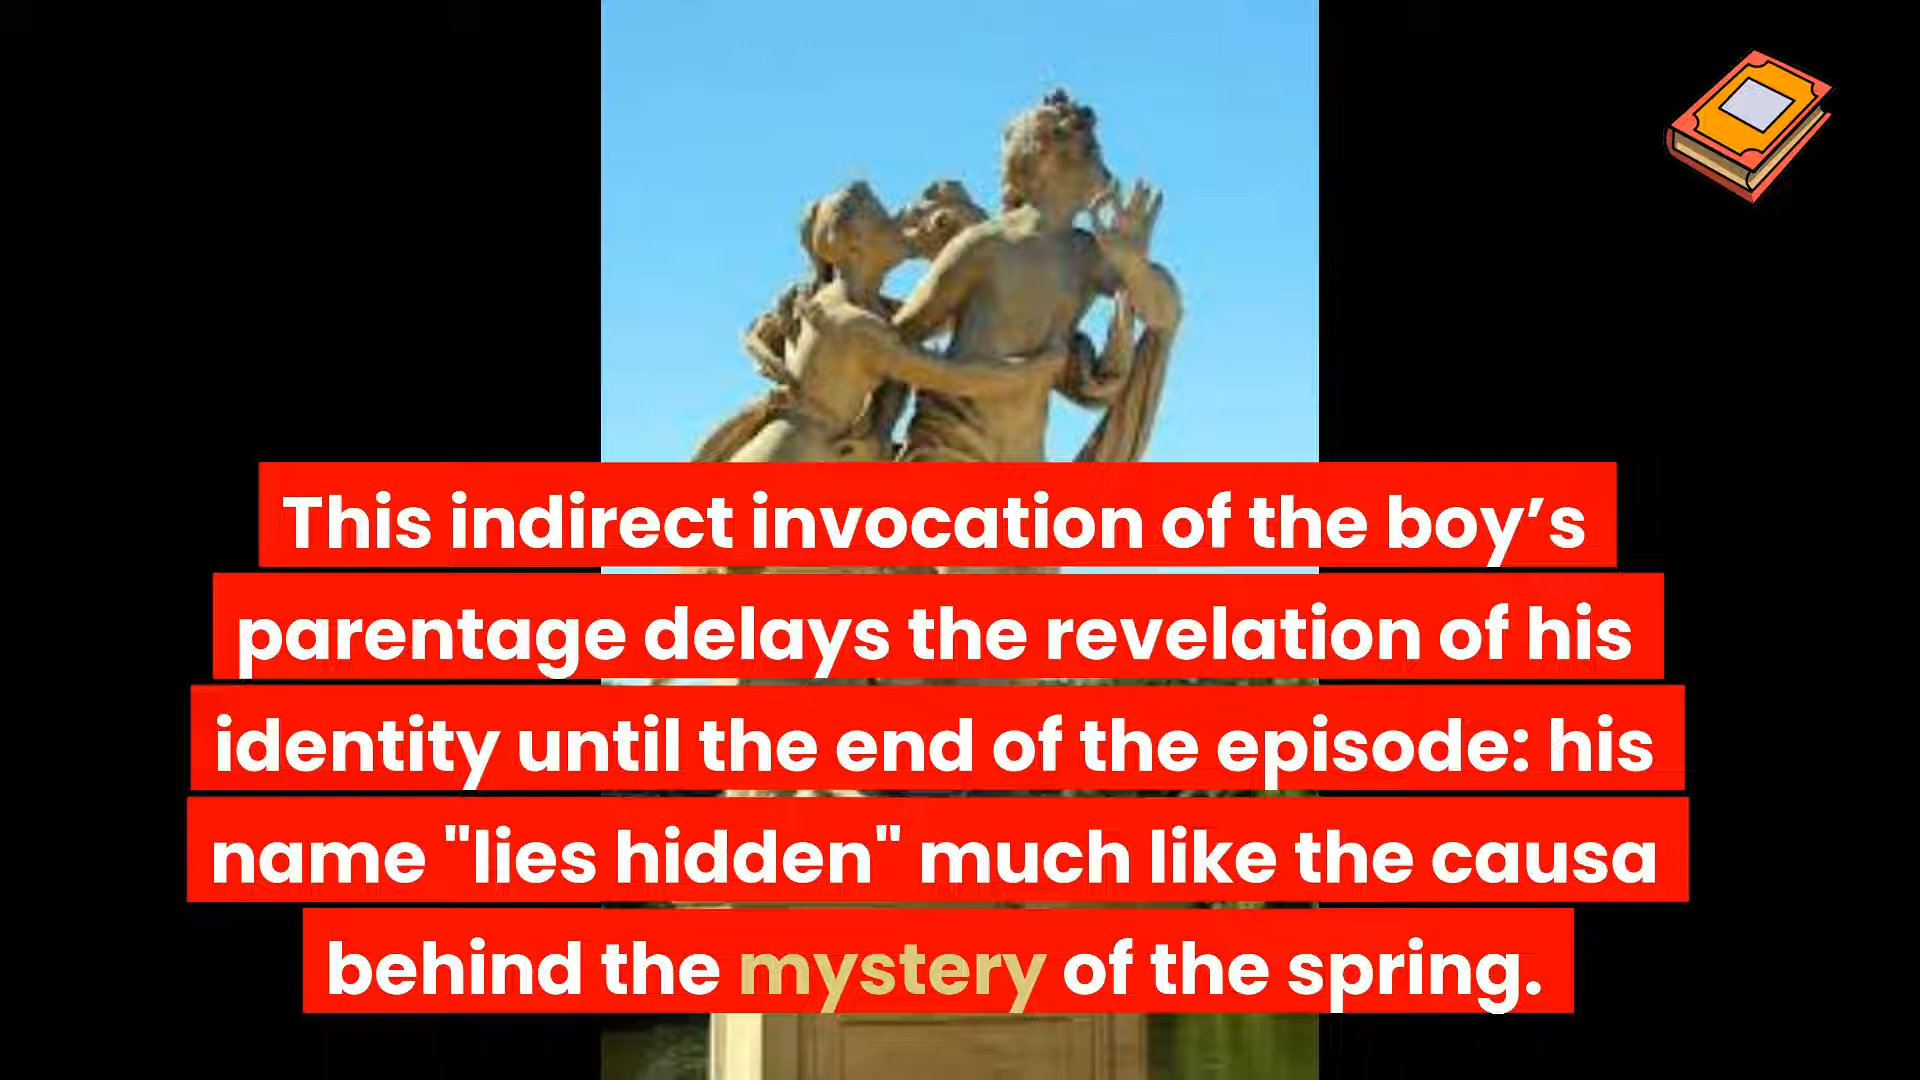 This indirect invocation of the boy’s
parentage delays the revelation of his
identity until the end of the episode: his
name "lies hidden" much like the causa
behind the mystery of the spring.